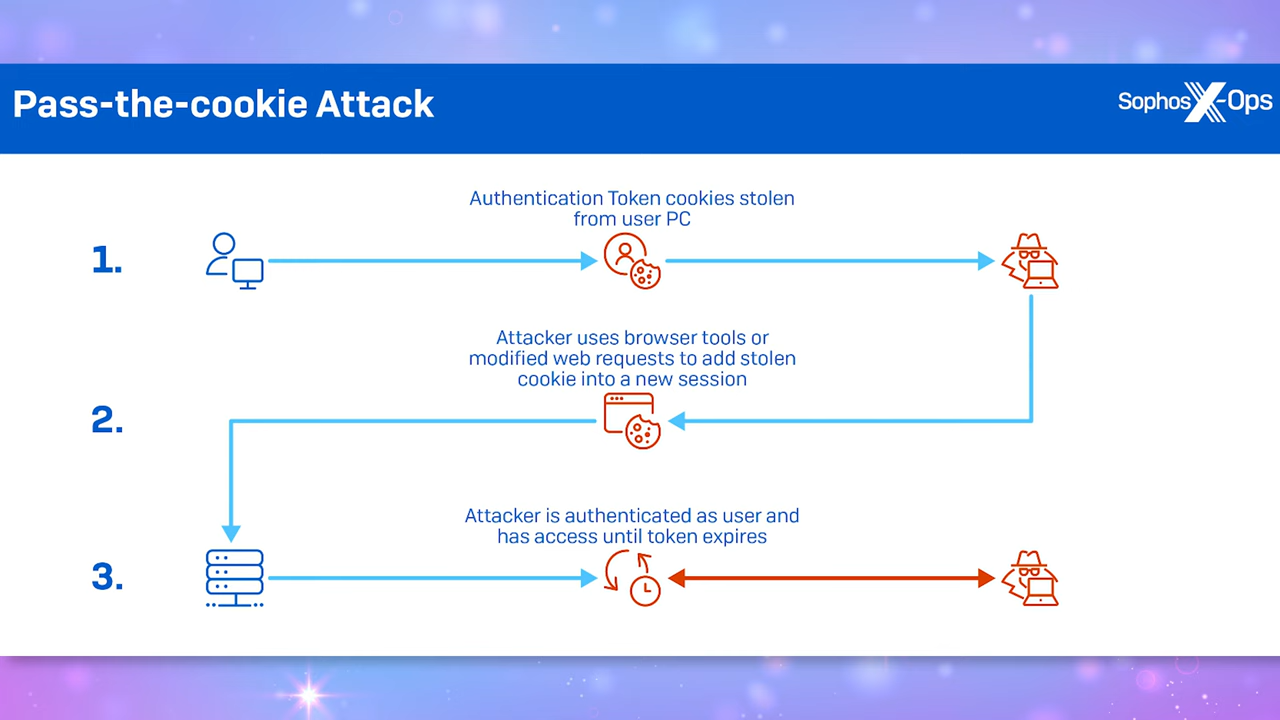 Pass-the-cookie Attack
Sophos X-Ops
Authentication Token cookies stolen
from user PC
1.
Attacker uses browser tools or
modified web requests to add stolen
cookie into a new session
2.
Attacker is authenticated as user and
has access until token expires
3.